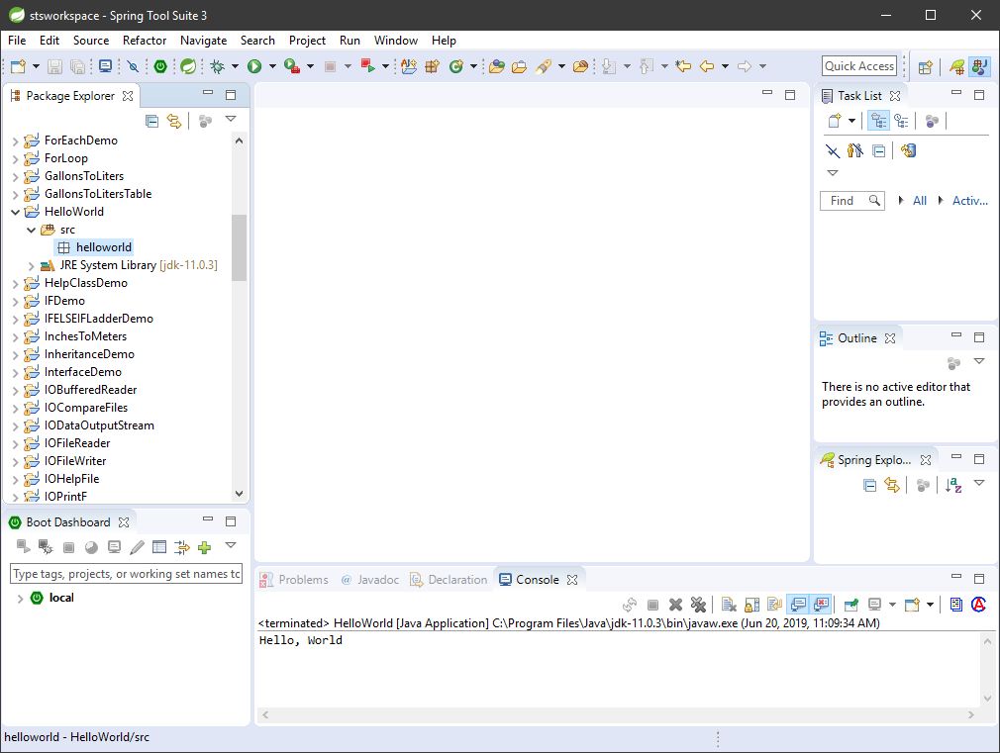 stsworkspace - Spring Tool Suite 3
File Edit Source Refactor Navigate Search Project Run Window Help
Quick Access
Package Explorer
ForEachDemo
ForLoop
GallonsToLiters
GallonsToLitersTable
HelloWorld
src
helloworld
JRE System Library [jdk-11.0.3]
HelpClassDemo
IFDemo
IFELSEIFLadderDemo
InchesToMeters
InheritanceDemo
InterfaceDemo
IOBufferedReader
IOCompareFiles
IODataOutputStream
IOFileReader
IOFileWriter
IOHelpFile
IOPrintF
Boot Dashboard
Type tags, projects, or working set names tc
local
Problems @ Javadoc Declaration Console
<terminated> HelloWorld [Java Application] C:\Program Files\Java\jdk-11.0.3\bin\javaw.exe (Jun 20, 2019, 11:09:34 AM)
Hello, World
Task List
Find All Activ...
Outline
There is no active editor that
provides an outline.
Spring Explo...
helloworld - HelloWorld/src